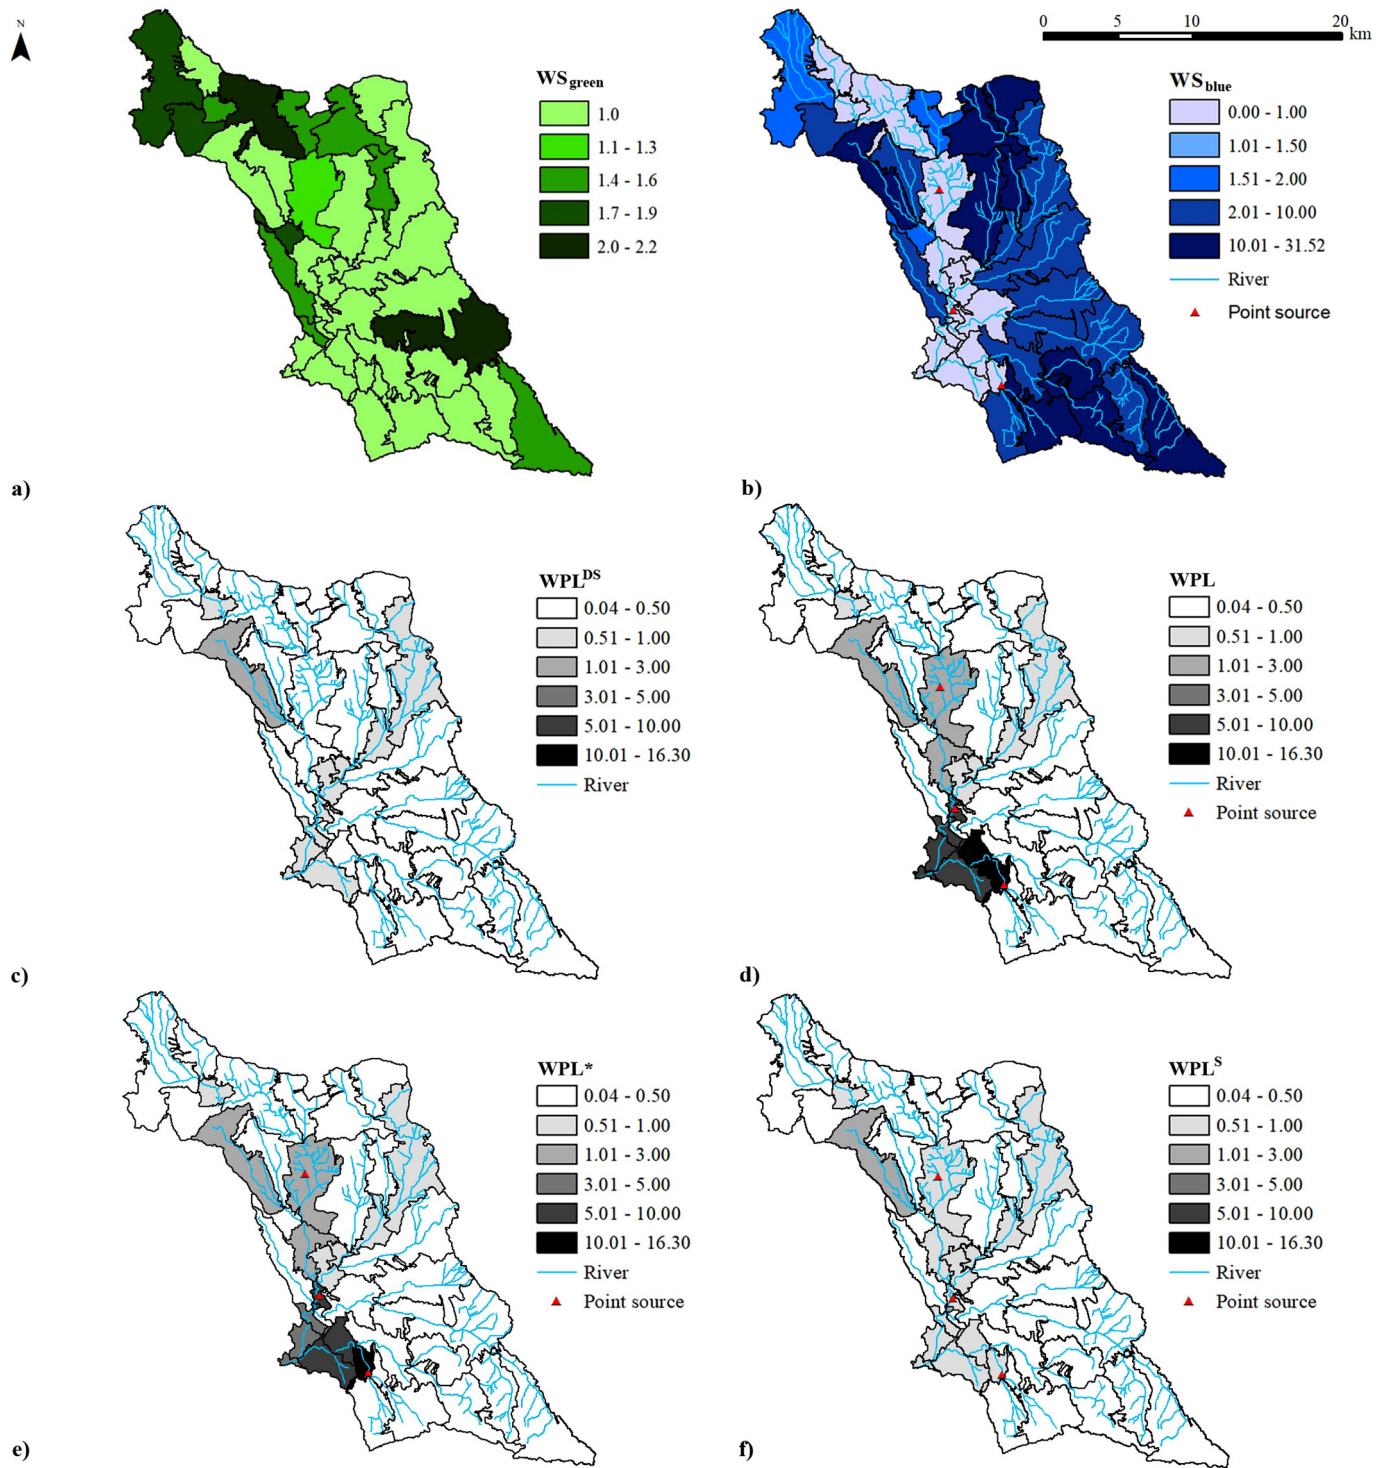 N
WSgreen
1.0
1.1 - 1.3
1.4 - 1.6
1.7 - 1.9
2.0 - 2.2
a)
0 5 10 20
km
WSblue
0.00 - 1.00
1.01 - 1.50
1.51 - 2.00
2.01 - 10.00
10.01 - 31.52
River
Point source
b)
WPL^DS
0.04 - 0.50
0.51 - 1.00
1.01 - 3.00
3.01 - 5.00
5.01 - 10.00
10.01 - 16.30
River
c)
WPL
0.04 - 0.50
0.51 - 1.00
1.01 - 3.00
3.01 - 5.00
5.01 - 10.00
10.01 - 16.30
River
Point source
d)
WPL*
0.04 - 0.50
0.51 - 1.00
1.01 - 3.00
3.01 - 5.00
5.01 - 10.00
10.01 - 16.30
River
Point source
e)
WPL^S
0.04 - 0.50
0.51 - 1.00
1.01 - 3.00
3.01 - 5.00
5.01 - 10.00
10.01 - 16.30
River
Point source
f)